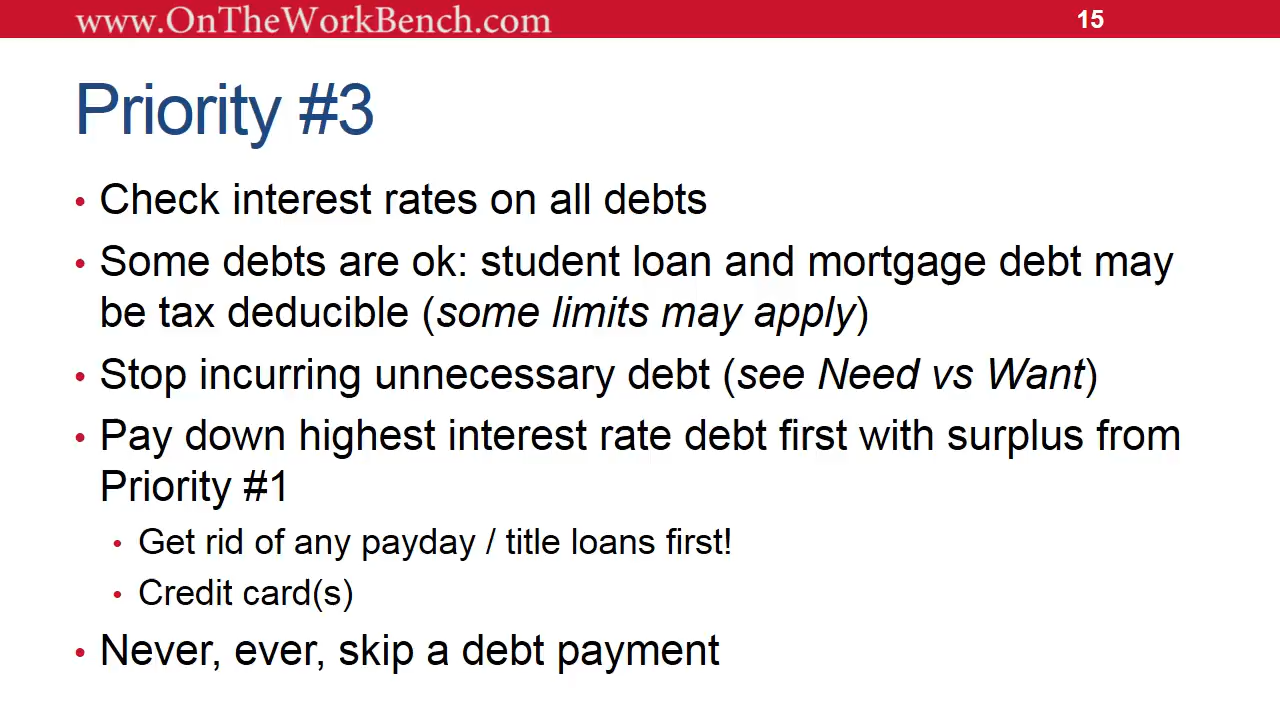 www.OnTheWorkBench.com
15
Priority #3
• Check interest rates on all debts
• Some debts are ok: student loan and mortgage debt may
be tax deducible (some limits may apply)
• Stop incurring unnecessary debt (see Need vs Want)
• Pay down highest interest rate debt first with surplus from
Priority #1
• Get rid of any payday / title loans first!
• Credit card(s)
• Never, ever, skip a debt payment